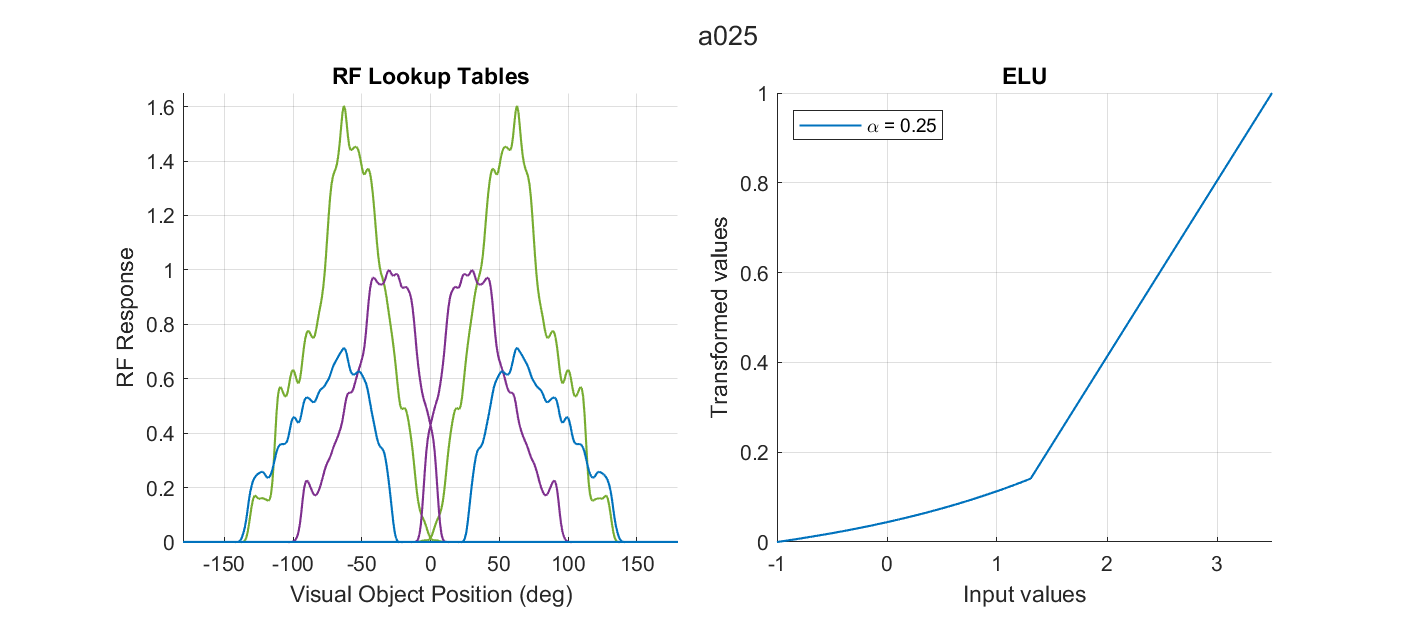 a025
RF Lookup Tables
RF Response
1.6
1.4
1.2
1
0.8
0.6
0.4
0.2
0
-150 -100 -50 0 50 100 150
Visual Object Position (deg)
ELU
α = 0.25
Transformed values
1
0.8
0.6
0.4
0.2
0
-1 0 1 2 3
Input values